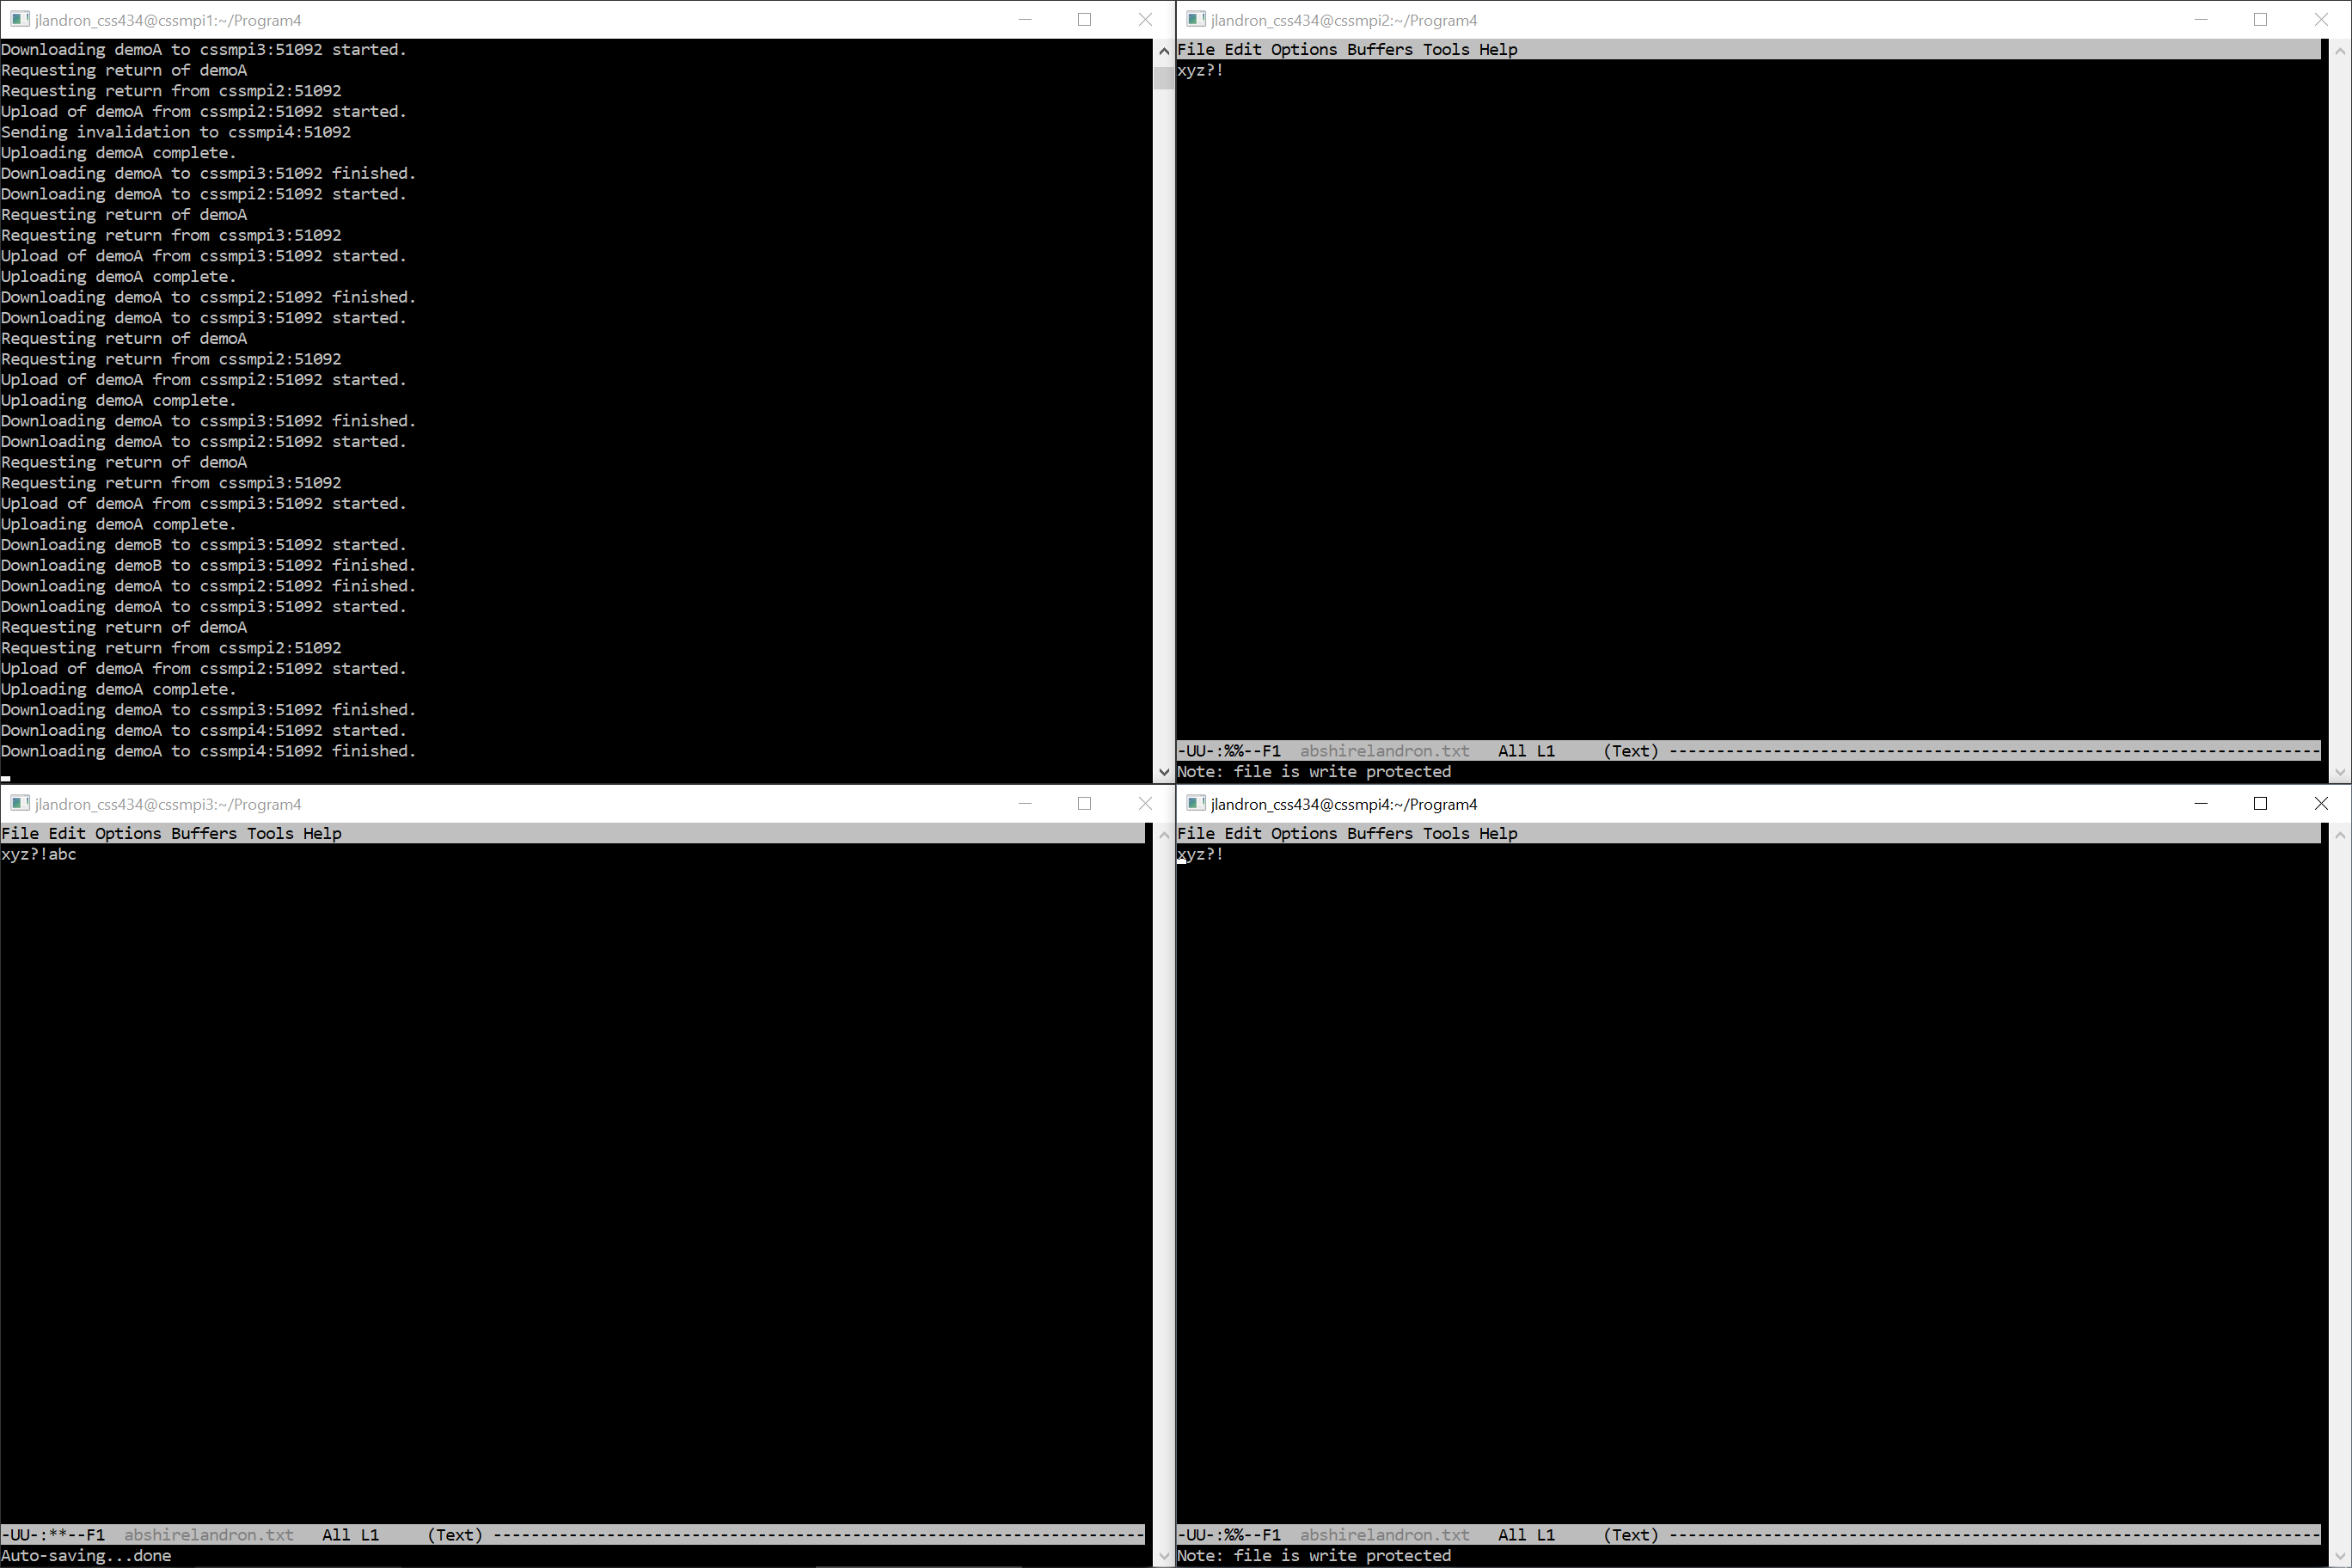 jlandron_css434@cssmpi1:~/Program4
Downloading demoA to cssmpi3:51092 started.
Requesting return of demoA
Requesting return from cssmpi2:51092
Upload of demoA from cssmpi2:51092 started.
Sending invalidation to cssmpi4:51092
Uploading demoA complete.
Downloading demoA to cssmpi3:51092 finished.
Downloading demoA to cssmpi2:51092 started.
Requesting return of demoA
Requesting return from cssmpi3:51092
Upload of demoA from cssmpi3:51092 started.
Uploading demoA complete.
Downloading demoA to cssmpi2:51092 finished.
Downloading demoA to cssmpi3:51092 started.
Requesting return of demoA
Requesting return from cssmpi2:51092
Upload of demoA from cssmpi2:51092 started.
Uploading demoA complete.
Downloading demoA to cssmpi3:51092 finished.
Downloading demoA to cssmpi2:51092 started.
Requesting return of demoA
Requesting return from cssmpi3:51092
Upload of demoA from cssmpi3:51092 started.
Uploading demoA complete.
Downloading demoB to cssmpi3:51092 started.
Downloading demoB to cssmpi3:51092 finished.
Downloading demoA to cssmpi2:51092 finished.
Downloading demoA to cssmpi3:51092 started.
Requesting return of demoA
Requesting return from cssmpi2:51092
Upload of demoA from cssmpi2:51092 started.
Uploading demoA complete.
Downloading demoA to cssmpi3:51092 finished.
Downloading demoA to cssmpi4:51092 started.
Downloading demoA to cssmpi4:51092 finished.
jlandron_css434@cssmpi2:~/Program4
File Edit Options Buffers Tools Help
xyz?!
-UU-:%%--F1  abshirelandron.txt   All L1     (Text) --------------------------------------------------------------------
Note: file is write protected
jlandron_css434@cssmpi3:~/Program4
File Edit Options Buffers Tools Help
xyz?!abc
-UU-:**--F1  abshirelandron.txt   All L1     (Text) --------------------------------------------------------------------
Auto-saving...done
jlandron_css434@cssmpi4:~/Program4
File Edit Options Buffers Tools Help
xyz?!
-UU-:%%--F1  abshirelandron.txt   All L1     (Text) --------------------------------------------------------------------
Note: file is write protected